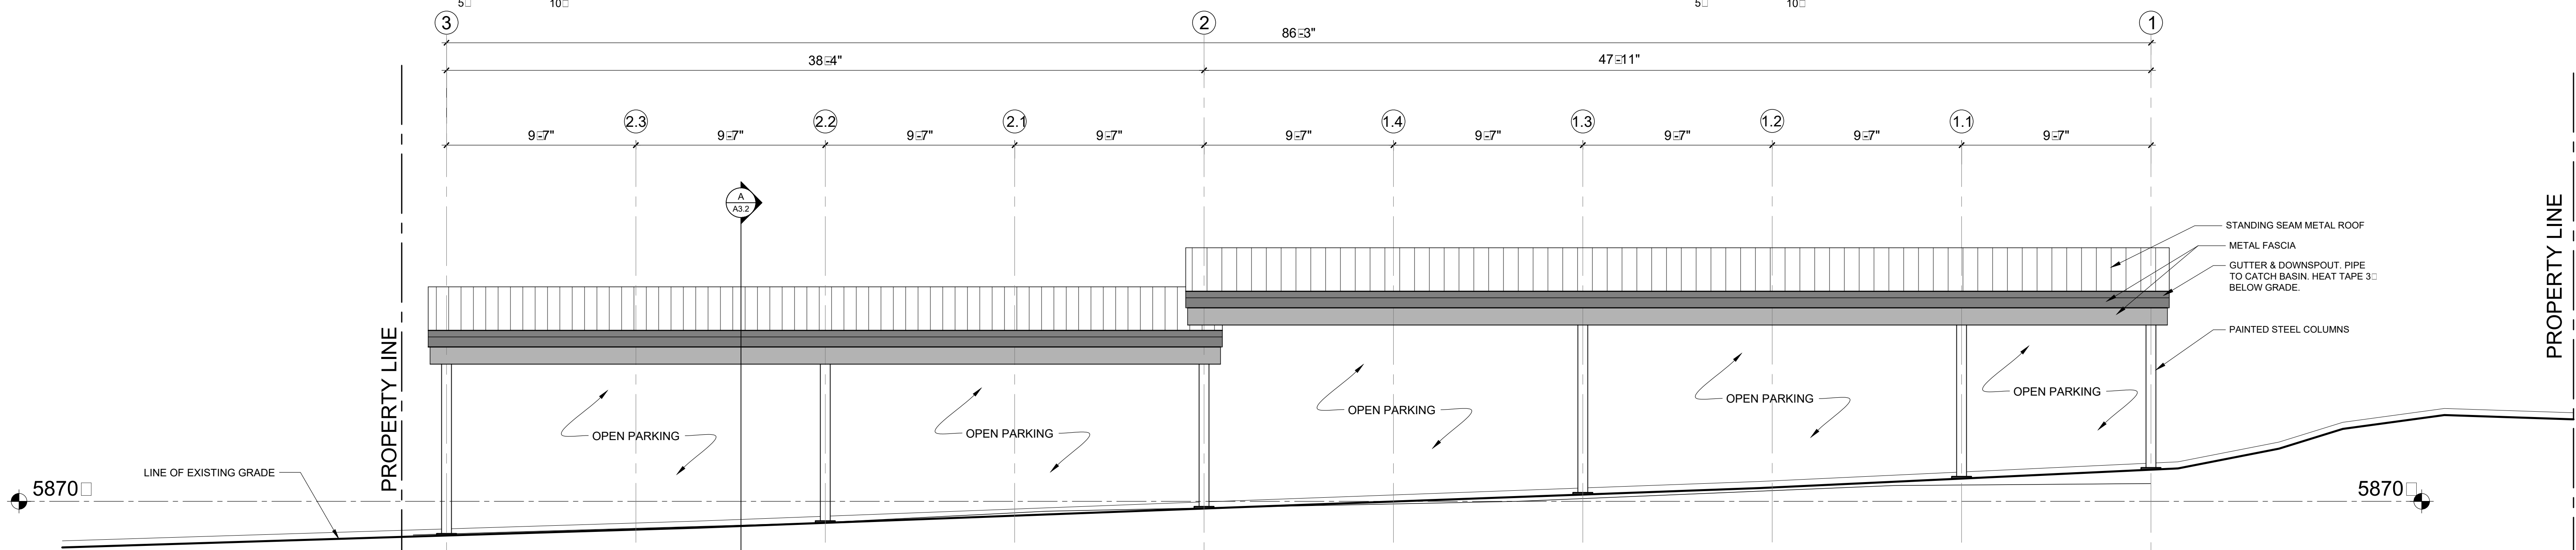 5□ 10□ 5□ 10□
3 2 1
86□-3"
38□-4" 47□-11"
2.3 2.2 2.1 1.4 1.3 1.2 1.1
9□-7" 9□-7" 9□-7" 9□-7" 9□-7" 9□-7" 9□-7" 9□-7" 9□-7"
A
A3.2
STANDING SEAM METAL ROOF
METAL FASCIA
GUTTER & DOWNSPOUT. PIPE
TO CATCH BASIN. HEAT TAPE 3□
BELOW GRADE.
PAINTED STEEL COLUMNS
PROPERTY LINE
PROPERTY LINE
OPEN PARKING
OPEN PARKING
OPEN PARKING
OPEN PARKING
OPEN PARKING
LINE OF EXISTING GRADE
5870□
5870□